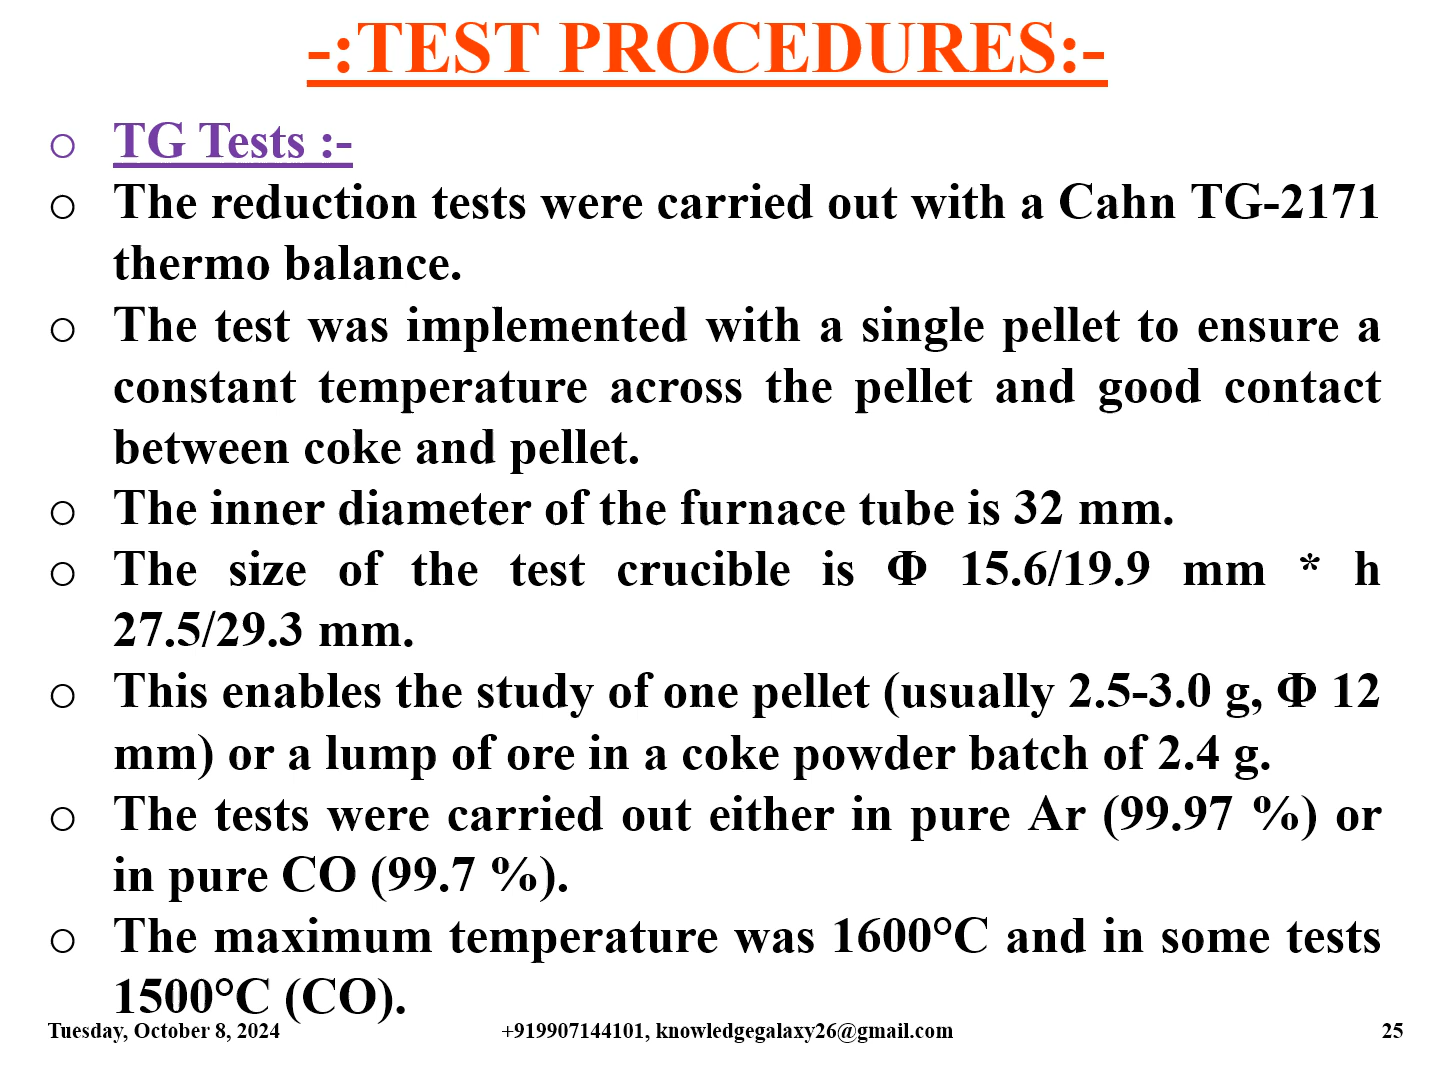 -:TEST PROCEDURES:-
o TG Tests :-
o The reduction tests were carried out with a Cahn TG-2171
thermo balance.
o The test was implemented with a single pellet to ensure a
constant temperature across the pellet and good contact
between coke and pellet.
o The inner diameter of the furnace tube is 32 mm.
o The size of the test crucible is Φ 15.6/19.9 mm * h
27.5/29.3 mm.
o This enables the study of one pellet (usually 2.5-3.0 g, Φ 12
mm) or a lump of ore in a coke powder batch of 2.4 g.
o The tests were carried out either in pure Ar (99.97 %) or
in pure CO (99.7 %).
o The maximum temperature was 1600°C and in some tests
1500°C (CO).
Tuesday, October 8, 2024 +919907144101, knowledgegalaxy26@gmail.com 25